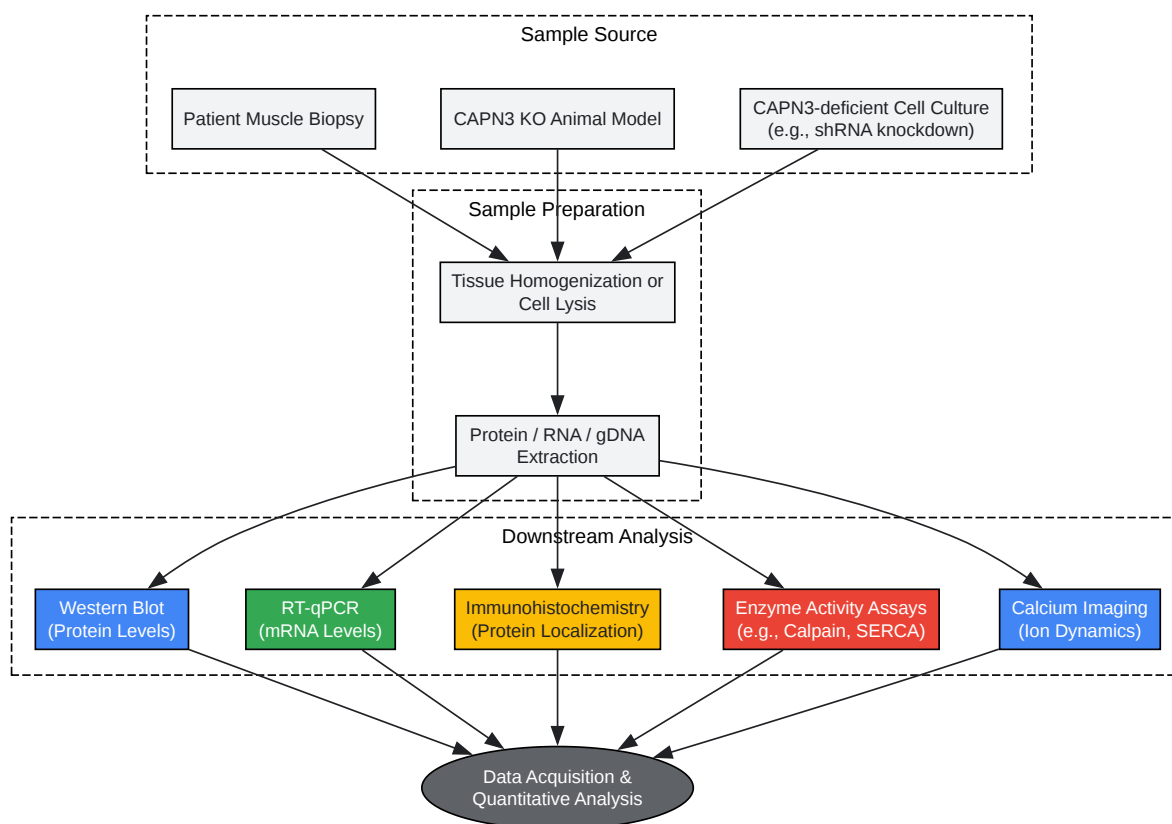 Sample Source
Patient Muscle Biopsy
CAPN3 KO Animal Model
CAPN3-deficient Cell Culture
(e.g., shRNA knockdown)
Sample Preparation
Tissue Homogenization or
Cell Lysis
Protein / RNA / gDNA
Extraction
Downstream Analysis
Western Blot
(Protein Levels)
RT-qPCR
(mRNA Levels)
Immunohistochemistry
(Protein Localization)
Enzyme Activity Assays
(e.g., Calpain, SERCA)
Calcium Imaging
(Ion Dynamics)
Data Acquisition &
Quantitative Analysis